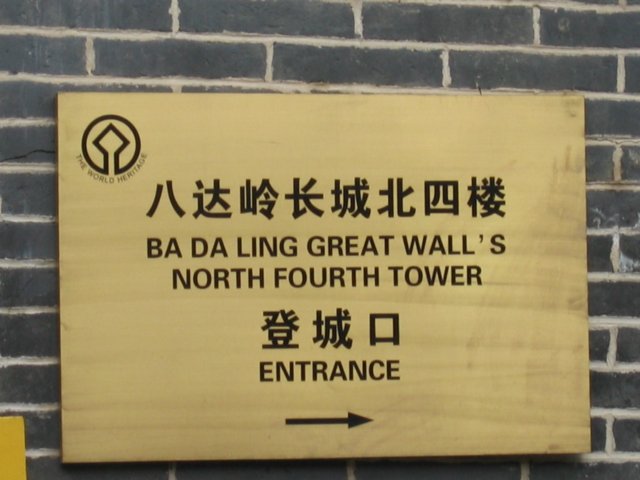 THE WORLD HERITAGE
八达岭长城北四楼
BA DA LING GREAT WALL'S
NORTH FOURTH TOWER
登城口
ENTRANCE